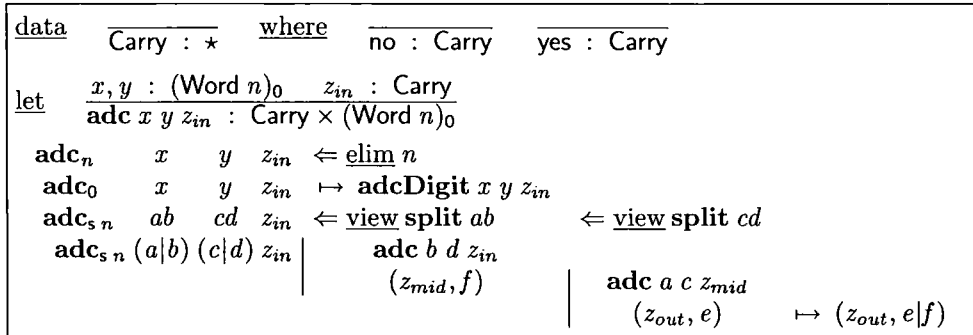 data Carry : ⋆ where no : Carry yes : Carry
let x, y : (Word n)₀ z_in : Carry
adc x y z_in : Carry × (Word n)₀
adc_n x y z_in ⇐ elim n
adc_0 x y z_in ↦ adcDigit x y z_in
adc_{s n} ab cd z_in ⇐ view split ab ⇐ view split cd
adc_{s n} (a|b) (c|d) z_in | adc b d z_in
(z_mid, f) | adc a c z_mid
(z_out, e) ↦ (z_out, e|f)